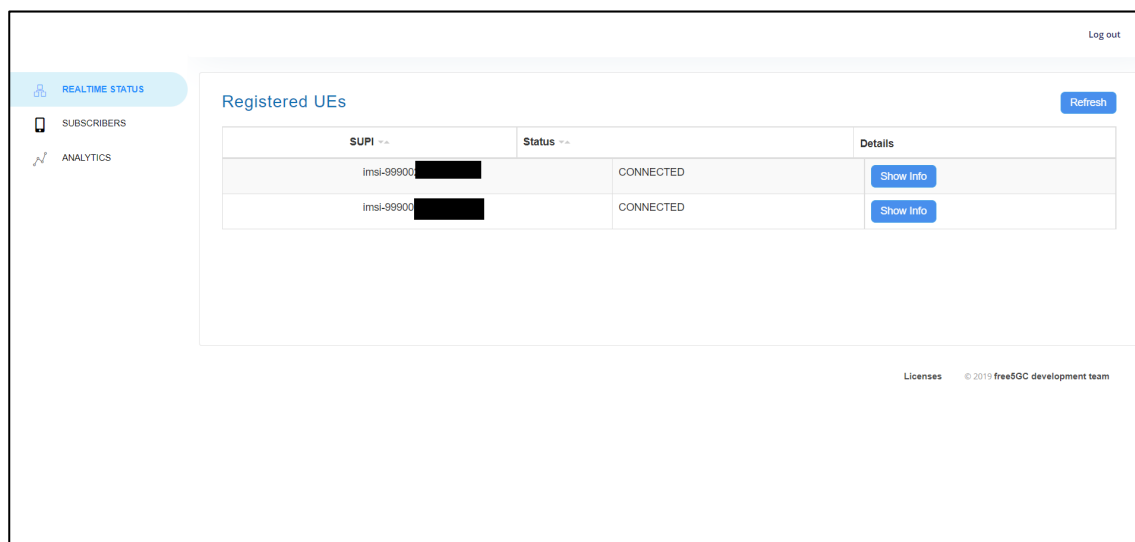 Log out
REALTIME STATUS
SUBSCRIBERS
ANALYTICS
Registered UEs
Refresh
SUPI Status Details
imsi-99900 CONNECTED Show Info
imsi-99900 CONNECTED Show Info
Licenses © 2019 free5GC development team